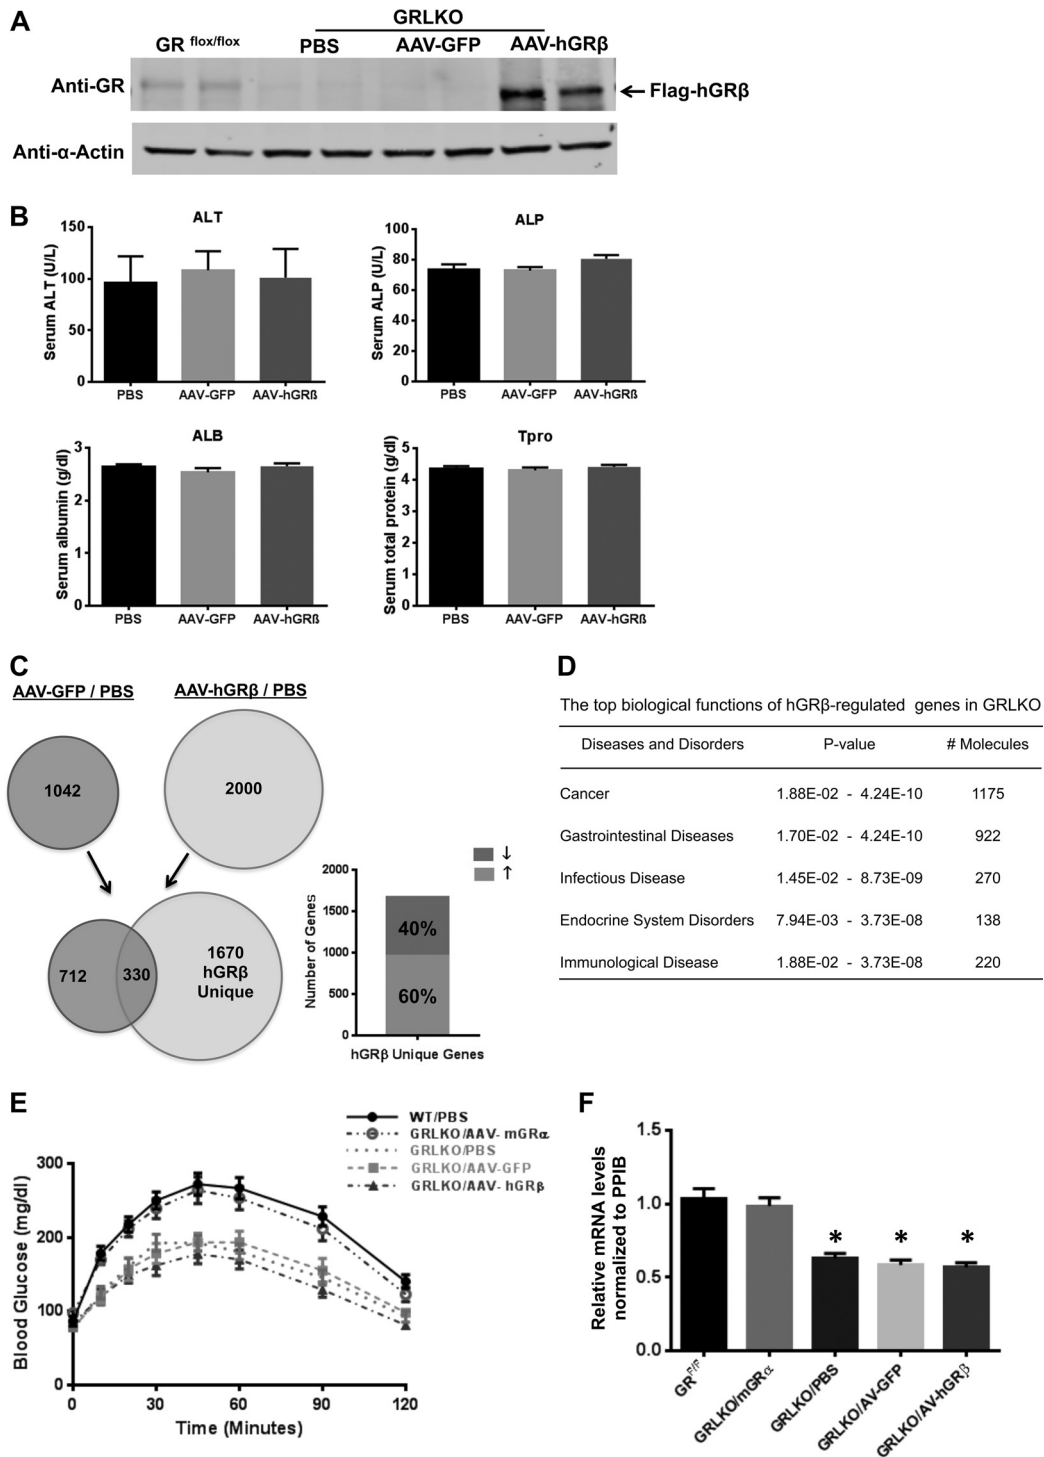 A
GRLKO
GR flox/flox
PBS
AAV-GFP
AAV-hGRβ
Anti-GR
Flag-hGRβ
Anti-α-Actin
B
ALT
Serum ALT (U/L)
150
100
50
0
PBS
AAV-GFP
AAV-hGRß
ALP
Serum ALP (U/L)
100
80
60
40
20
0
PBS
AAV-GFP
AAV-hGRß
ALB
Serum albumin (g/dl)
3
2
1
0
PBS
AAV-GFP
AAV-hGRß
Tpro
Serum total protein (g/dl)
5
4
3
2
1
0
PBS
AAV-GFP
AAV-hGRß
C
AAV-GFP / PBS
AAV-hGRβ / PBS
1042
2000
712
330
1670
hGRβ
Unique
↓
↑
Number of Genes
2000
1500
1000
500
0
40%
60%
hGRβ Unique Genes
D
The top biological functions of hGRβ-regulated genes in GRLKO
Diseases and Disorders P-value # Molecules
Cancer 1.88E-02 - 4.24E-10 1175
Gastrointestinal Diseases 1.70E-02 - 4.24E-10 922
Infectious Disease 1.45E-02 - 8.73E-09 270
Endocrine System Disorders 7.94E-03 - 3.73E-08 138
Immunological Disease 1.88E-02 - 3.73E-08 220
E
WT/PBS
GRLKO/AAV- mGRα
GRLKO/PBS
GRLKO/AAV-GFP
GRLKO/AAV- hGRβ
Blood Glucose (mg/dl)
300
200
100
0
0 30 60 90 120
Time (Minutes)
F
Relative mRNA levels
normalized to PPIB
1.5
1.0
0.5
0.0
* * *
GR F/F
GRLKO/mGRα
GRLKO/PBS
GRLKO/AV-GFP
GRLKO/AV-hGRβ